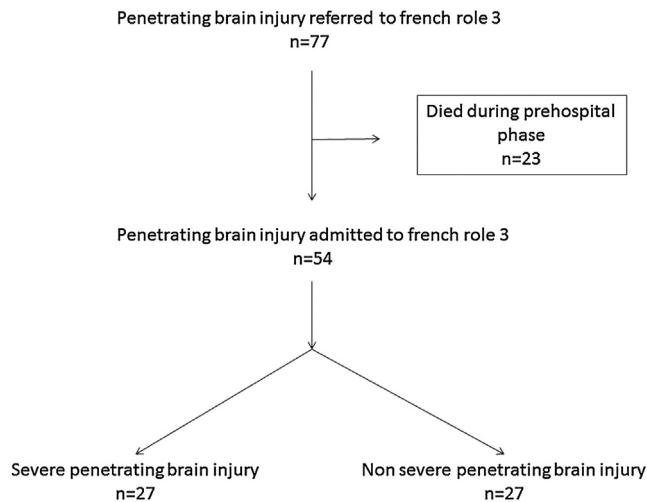 Penetrating brain injury referred to french role 3
n=77
Died during prehospital
phase
n=23
Penetrating brain injury admitted to french role 3
n=54
Severe penetrating brain injury
n=27
Non severe penetrating brain injury
n=27